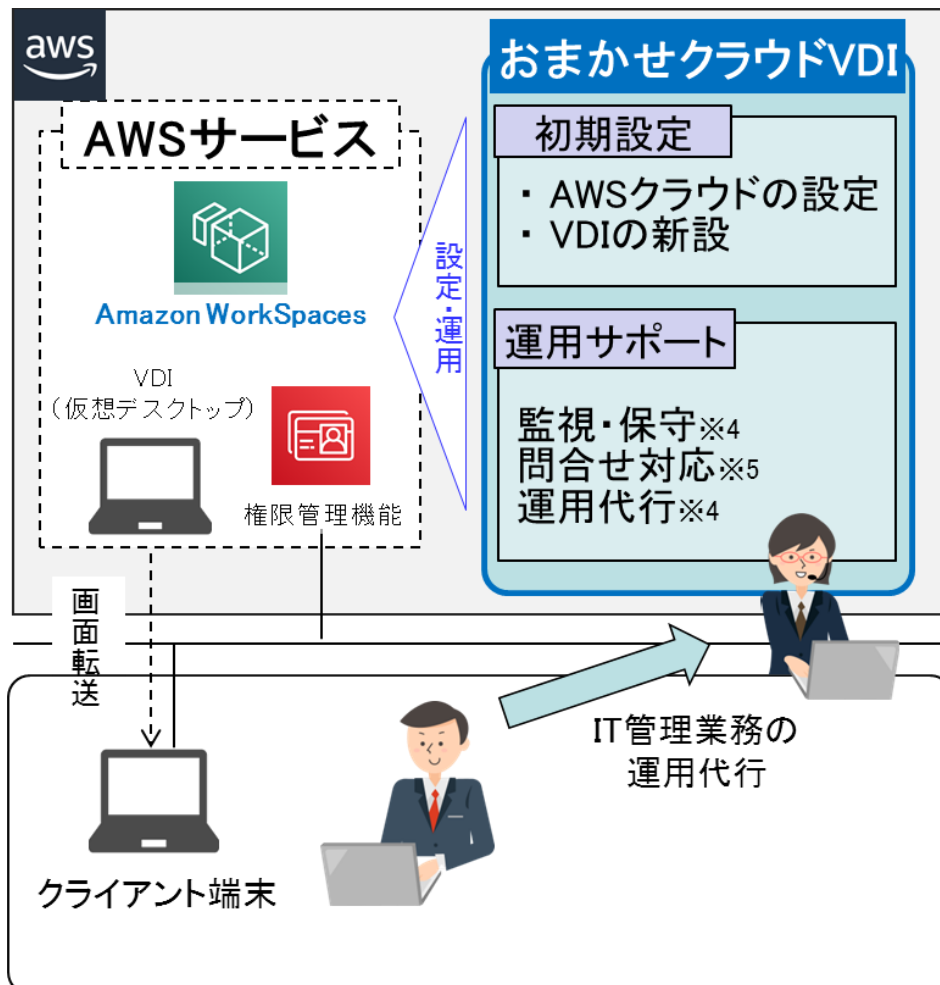 aws
おまかせクラウドVDI
AWSサービス
Amazon WorkSpaces
VDI
（仮想デスクトップ）
権限管理機能
設定・運用
初期設定
・ AWSクラウドの設定
・ VDIの新設
運用サポート
監視・保守※4
問合せ対応※5
運用代行※4
画面転送
IT管理業務の
運用代行
クライアント端末